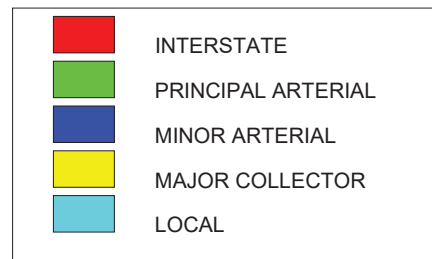 INTERSTATE
PRINCIPAL ARTERIAL
MINOR ARTERIAL
MAJOR COLLECTOR
LOCAL